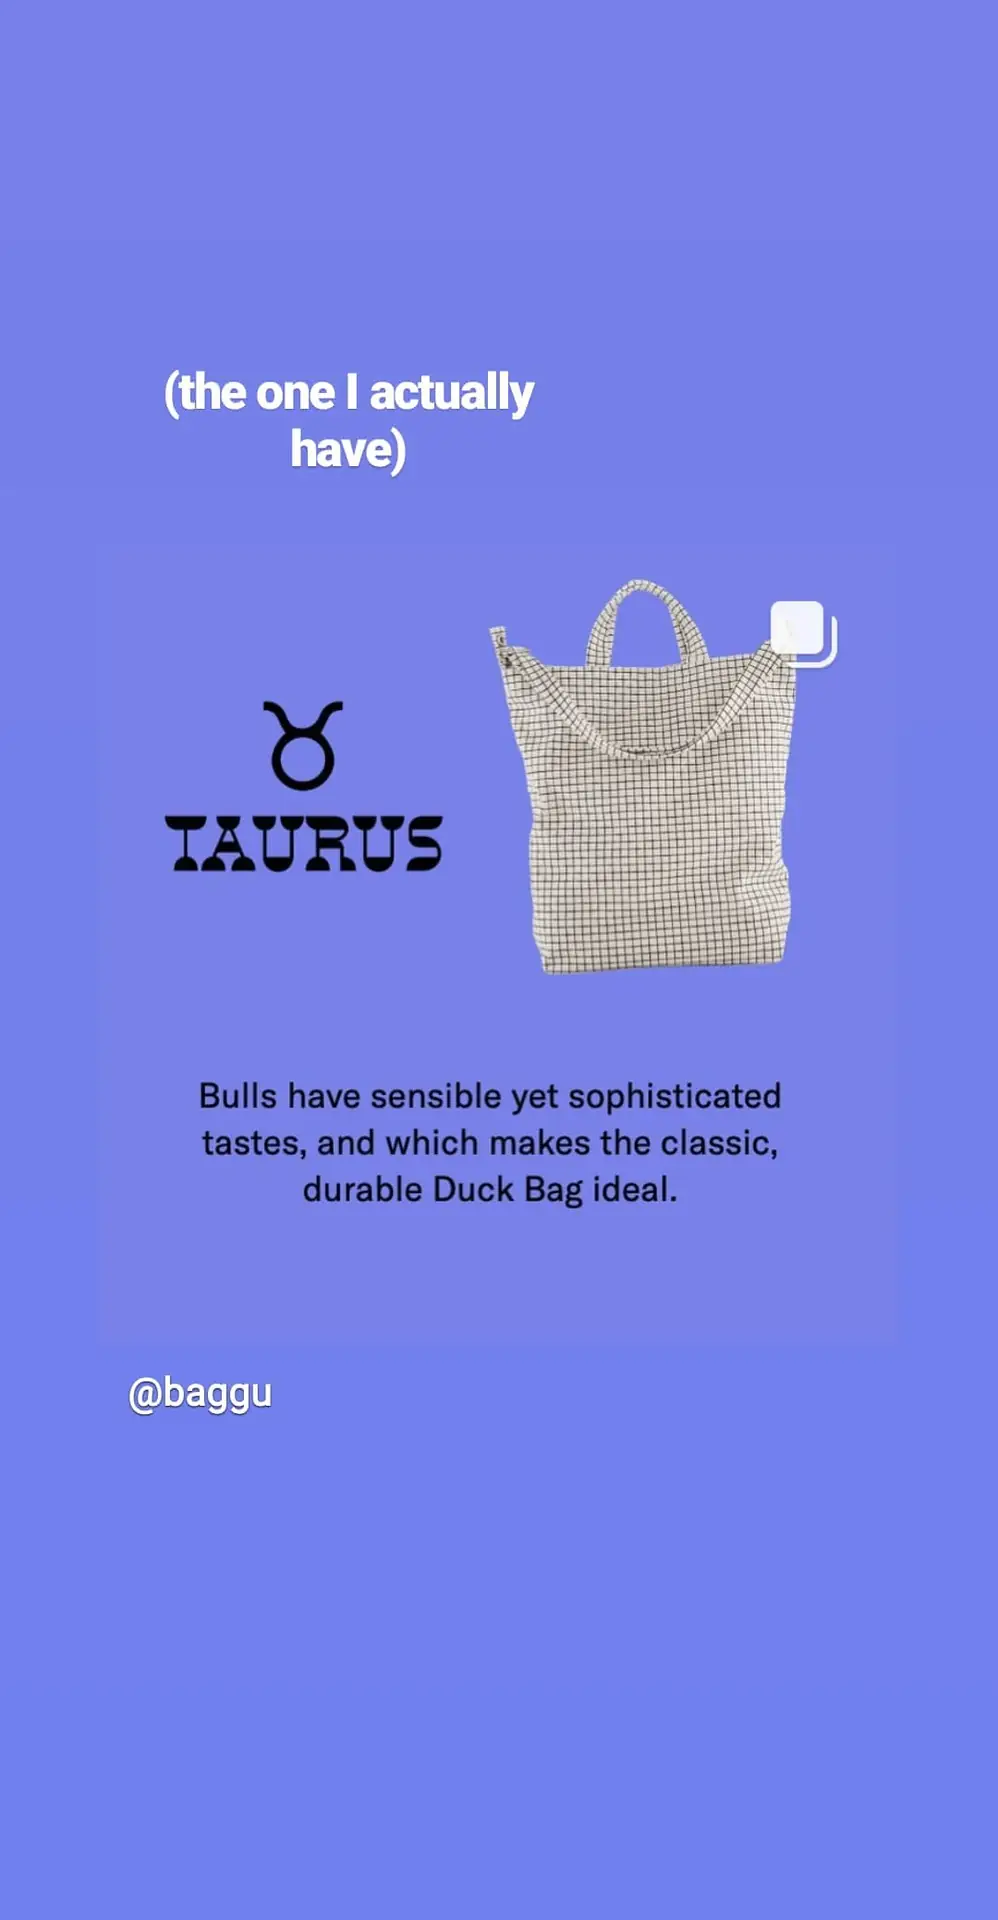 (the one I actually
have)
TAURUS
Bulls have sensible yet sophisticated
tastes, and which makes the classic,
durable Duck Bag ideal.
@baggu